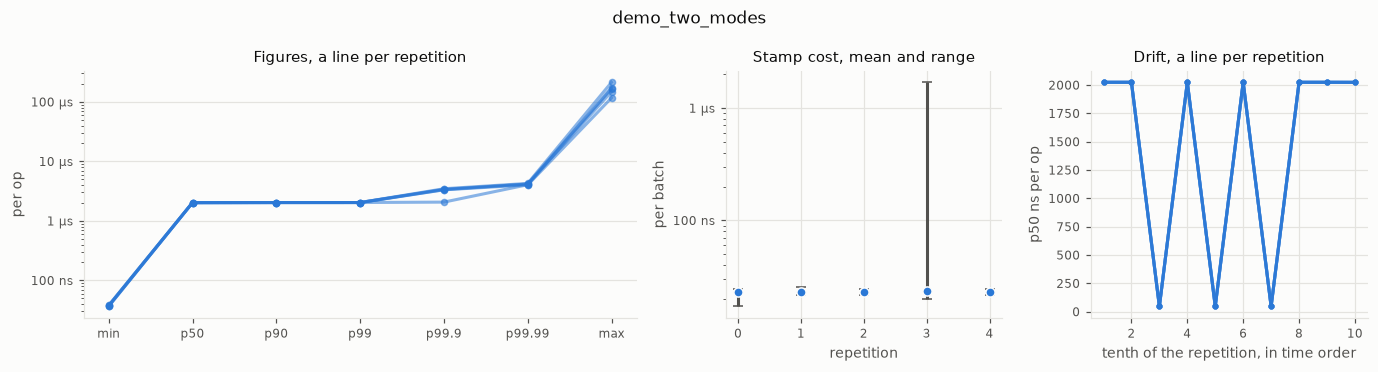 demo_two_modes
Figures, a line per repetition
per op
100 µs
10 µs
1 µs
100 ns
min p50 p90 p99 p99.9 p99.99 max
Stamp cost, mean and range
per batch
1 µs
100 ns
0 1 2 3 4
repetition
Drift, a line per repetition
p50 ns per op
2000
1750
1500
1250
1000
750
500
250
0
2 4 6 8 10
tenth of the repetition, in time order